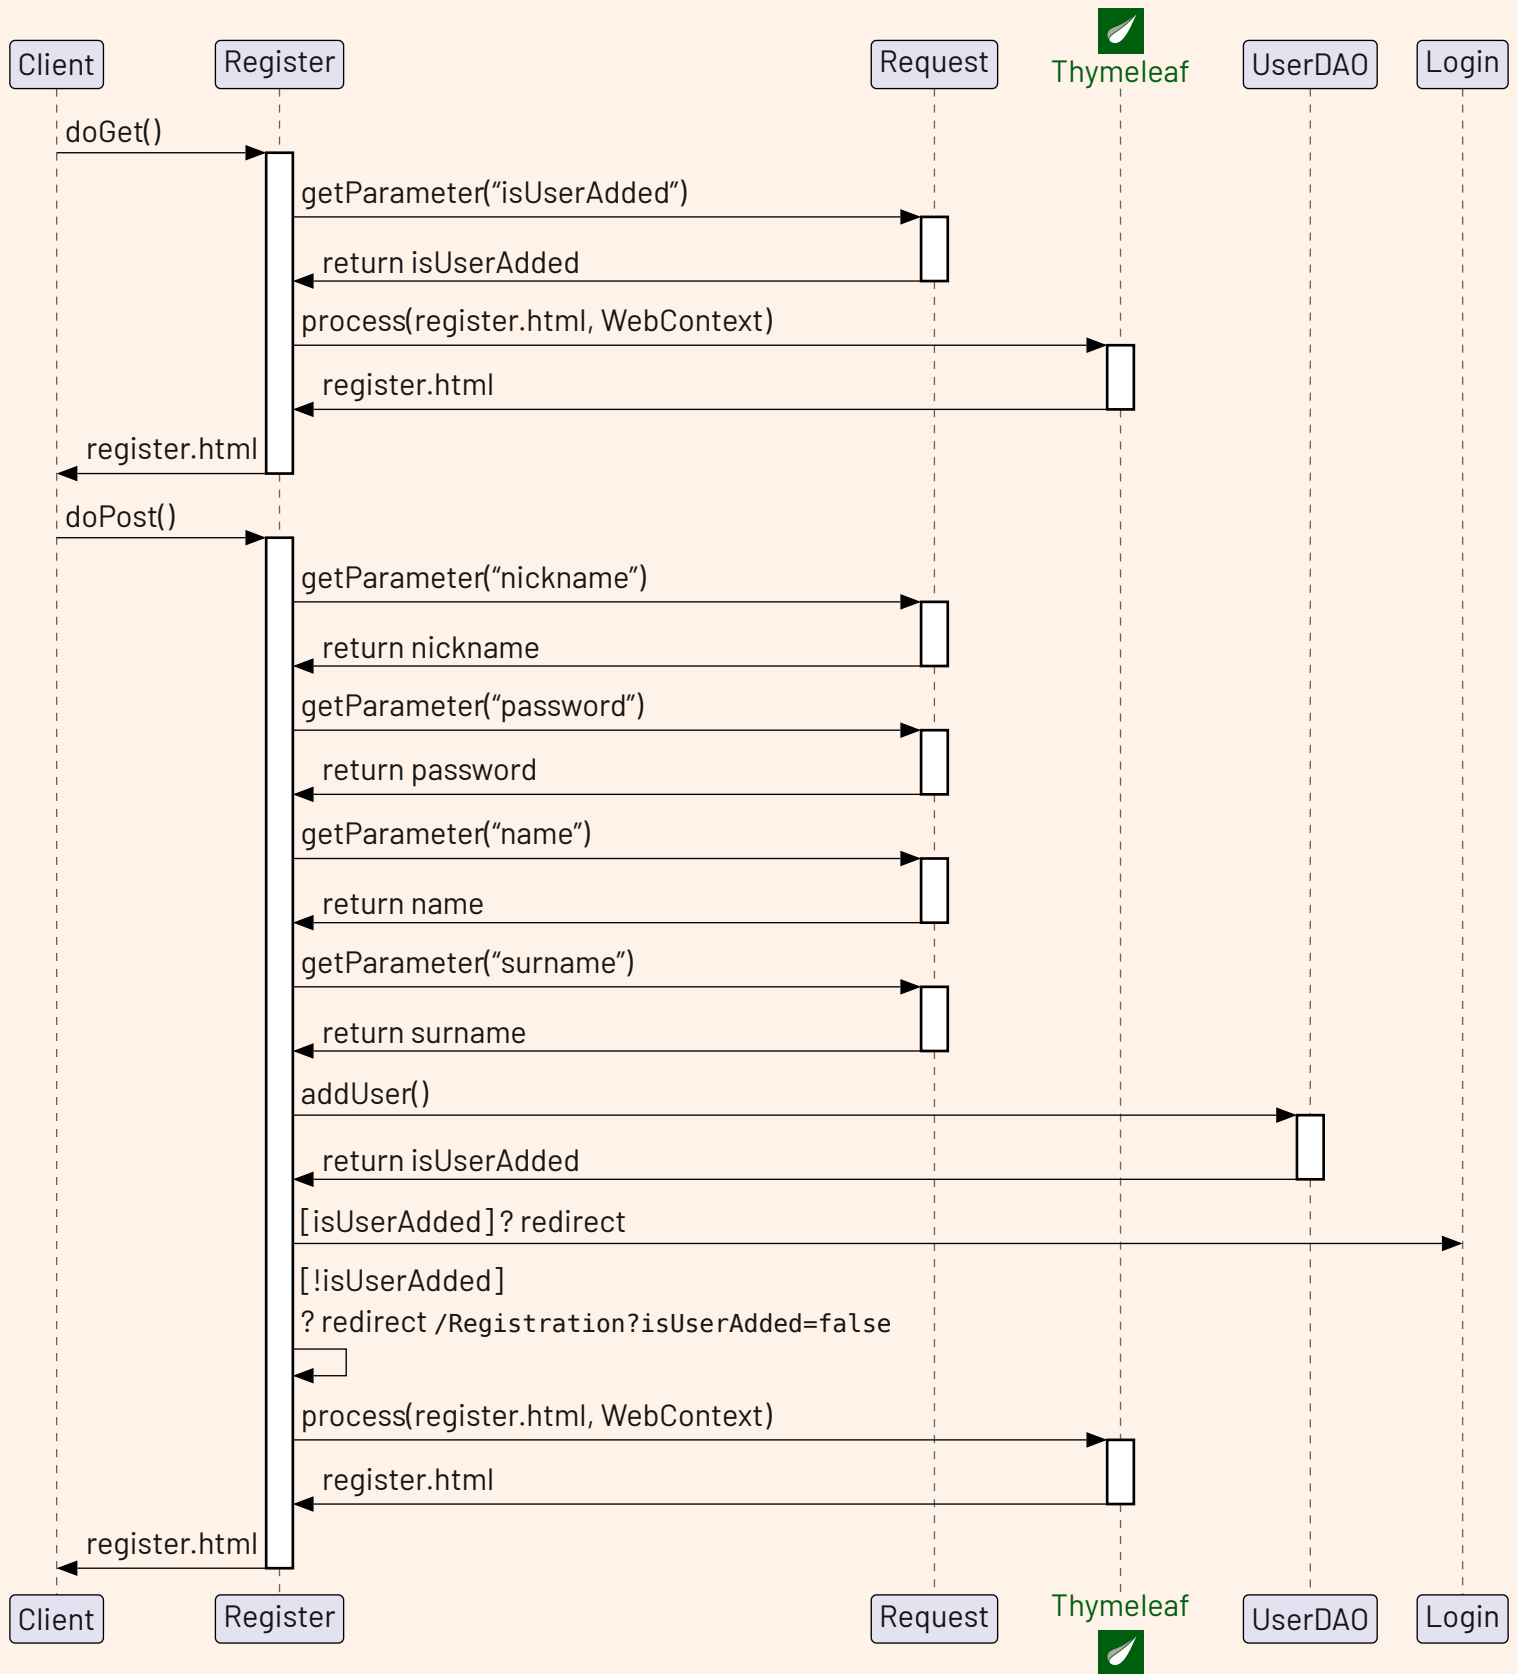 Client
Register
Request
Thymeleaf
UserDAO
Login
doGet()
getParameter(“isUserAdded”)
return isUserAdded
process(register.html, WebContext)
register.html
register.html
doPost()
getParameter(“nickname”)
return nickname
getParameter(“password”)
return password
getParameter(“name”)
return name
getParameter(“surname”)
return surname
addUser()
return isUserAdded
[isUserAdded]? redirect
[!isUserAdded]
? redirect /Registration?isUserAdded=false
process(register.html, WebContext)
register.html
register.html
Client
Register
Request
Thymeleaf
UserDAO
Login